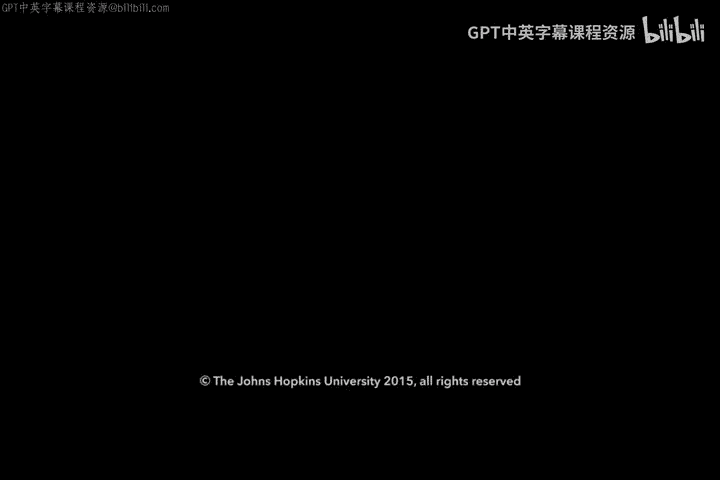 GPT中英字幕课程资源@bilibili.com
GPT中英字幕课程资源 bilibili
© The Johns Hopkins University 2015, all rights reserved